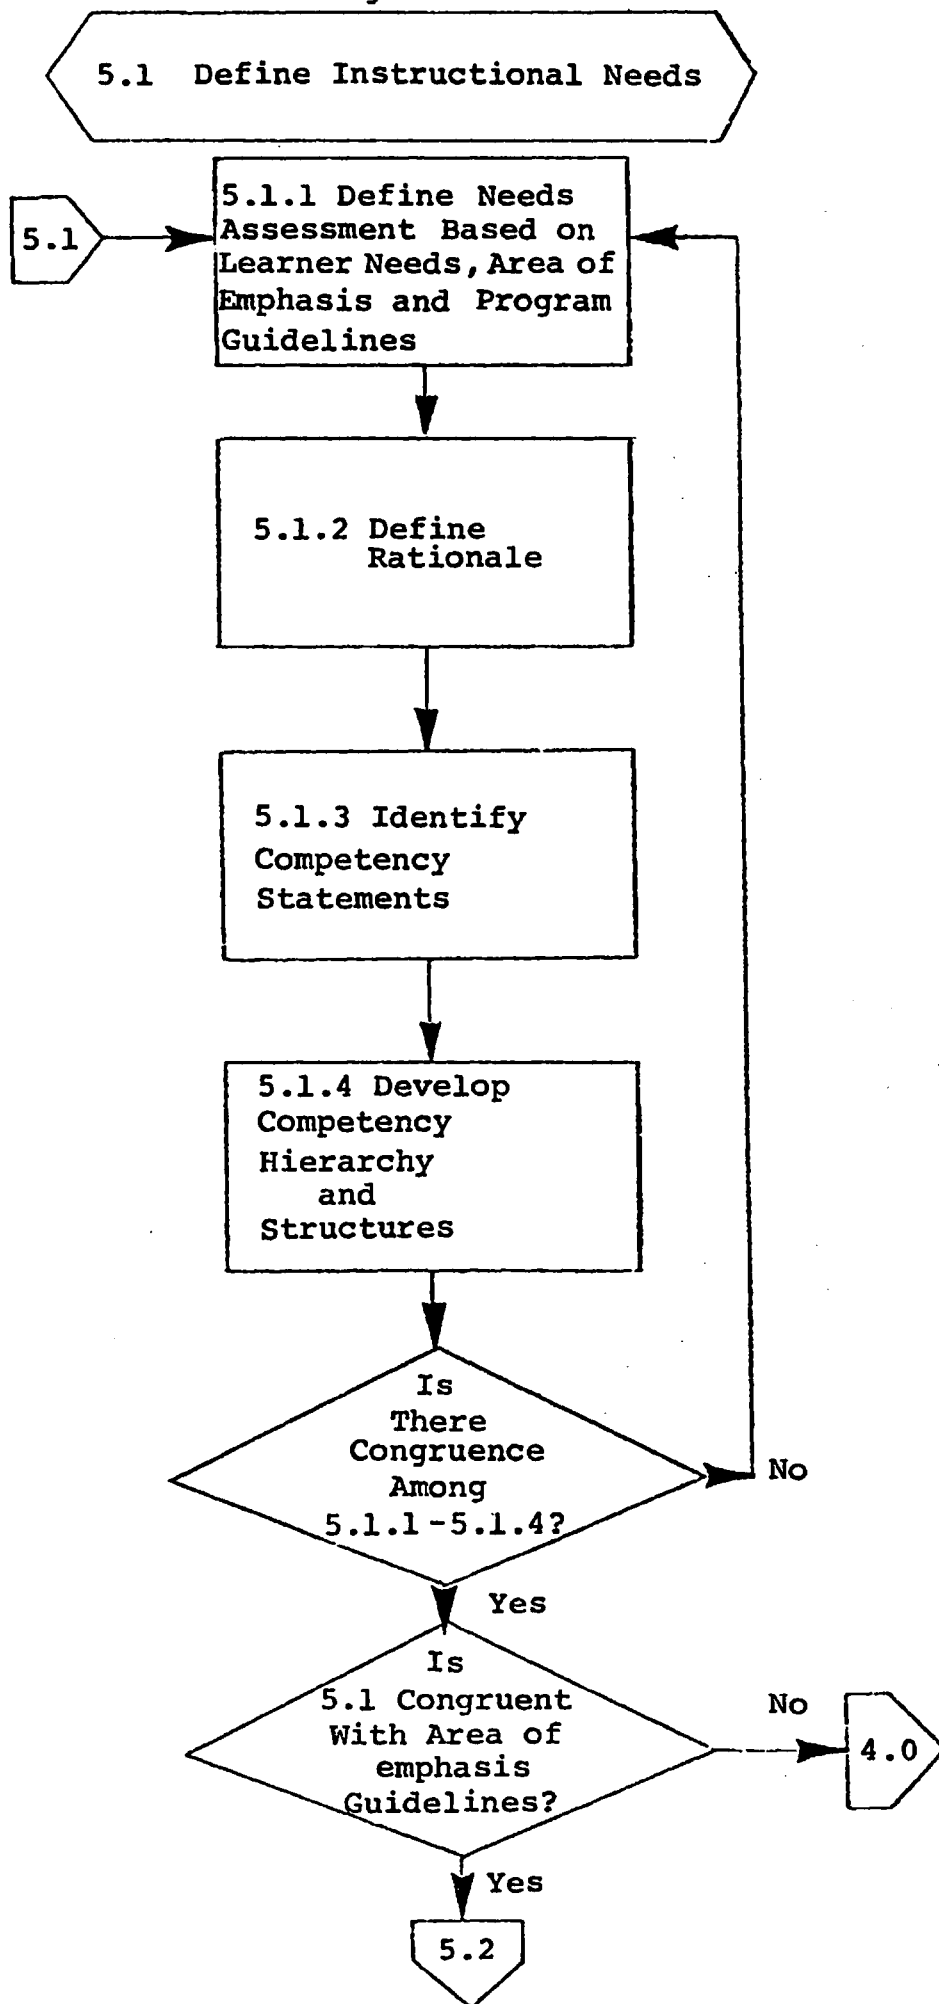 5.1 Define Instructional Needs
5.1
5.1.1 Define Needs
Assessment Based on
Learner Needs, Area of
Emphasis and Program
Guidelines
5.1.2 Define
Rationale
5.1.3 Identify
Competency
Statements
5.1.4 Develop
Competency
Hierarchy
and
Structures
Is
There
Congruence
Among
5.1.1-5.1.4?
No
Yes
Is
5.1 Congruent
With Area of
emphasis
Guidelines?
No
4.0
Yes
5.2